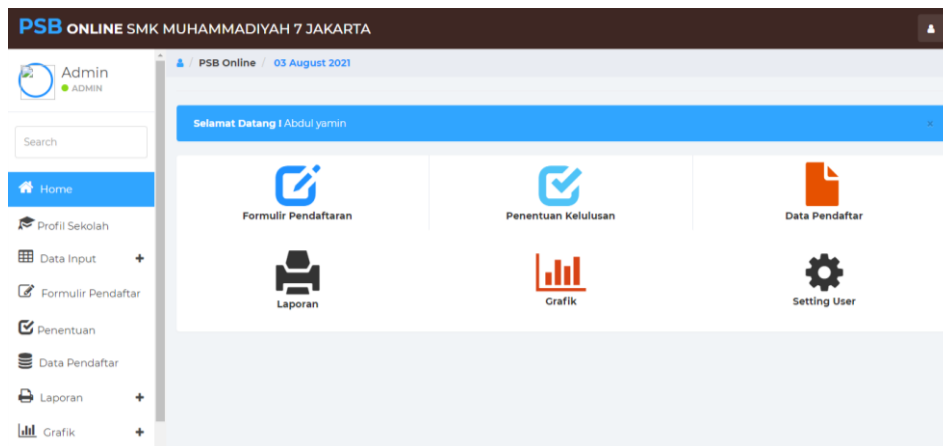 PSB ONLINE SMK MUHAMMADIYAH 7 JAKARTA
Admin
ADMIN
Search
Home
Profil Sekolah
Data Input +
Formulir Pendaftar
Penentuan
Data Pendaftar
Laporan +
Grafik +
/ PSB Online / 03 August 2021
Selamat Datang ! Abdul yamin ×
Formulir Pendaftaran
Penentuan Kelulusan
Data Pendaftar
Laporan
Grafik
Setting User